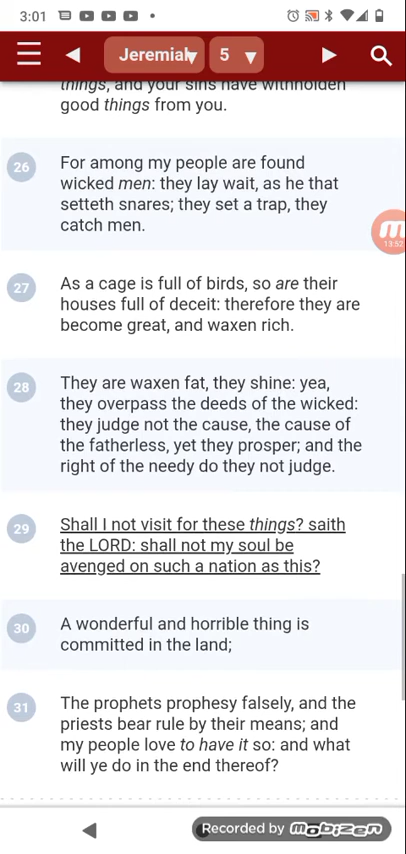 3:01
Jeremiah 5
things, and your sins have withholden
good things from you.
26 For among my people are found
wicked men: they lay wait, as he that
setteth snares; they set a trap, they
catch men.
13:52
27 As a cage is full of birds, so are their
houses full of deceit: therefore they are
become great, and waxen rich.
28 They are waxen fat, they shine: yea,
they overpass the deeds of the wicked:
they judge not the cause, the cause of
the fatherless, yet they prosper; and the
right of the needy do they not judge.
29 Shall I not visit for these things? saith
the LORD: shall not my soul be
avenged on such a nation as this?
30 A wonderful and horrible thing is
committed in the land;
31 The prophets prophesy falsely, and the
priests bear rule by their means; and
my people love to have it so: and what
will ye do in the end thereof?
Recorded by mobizen